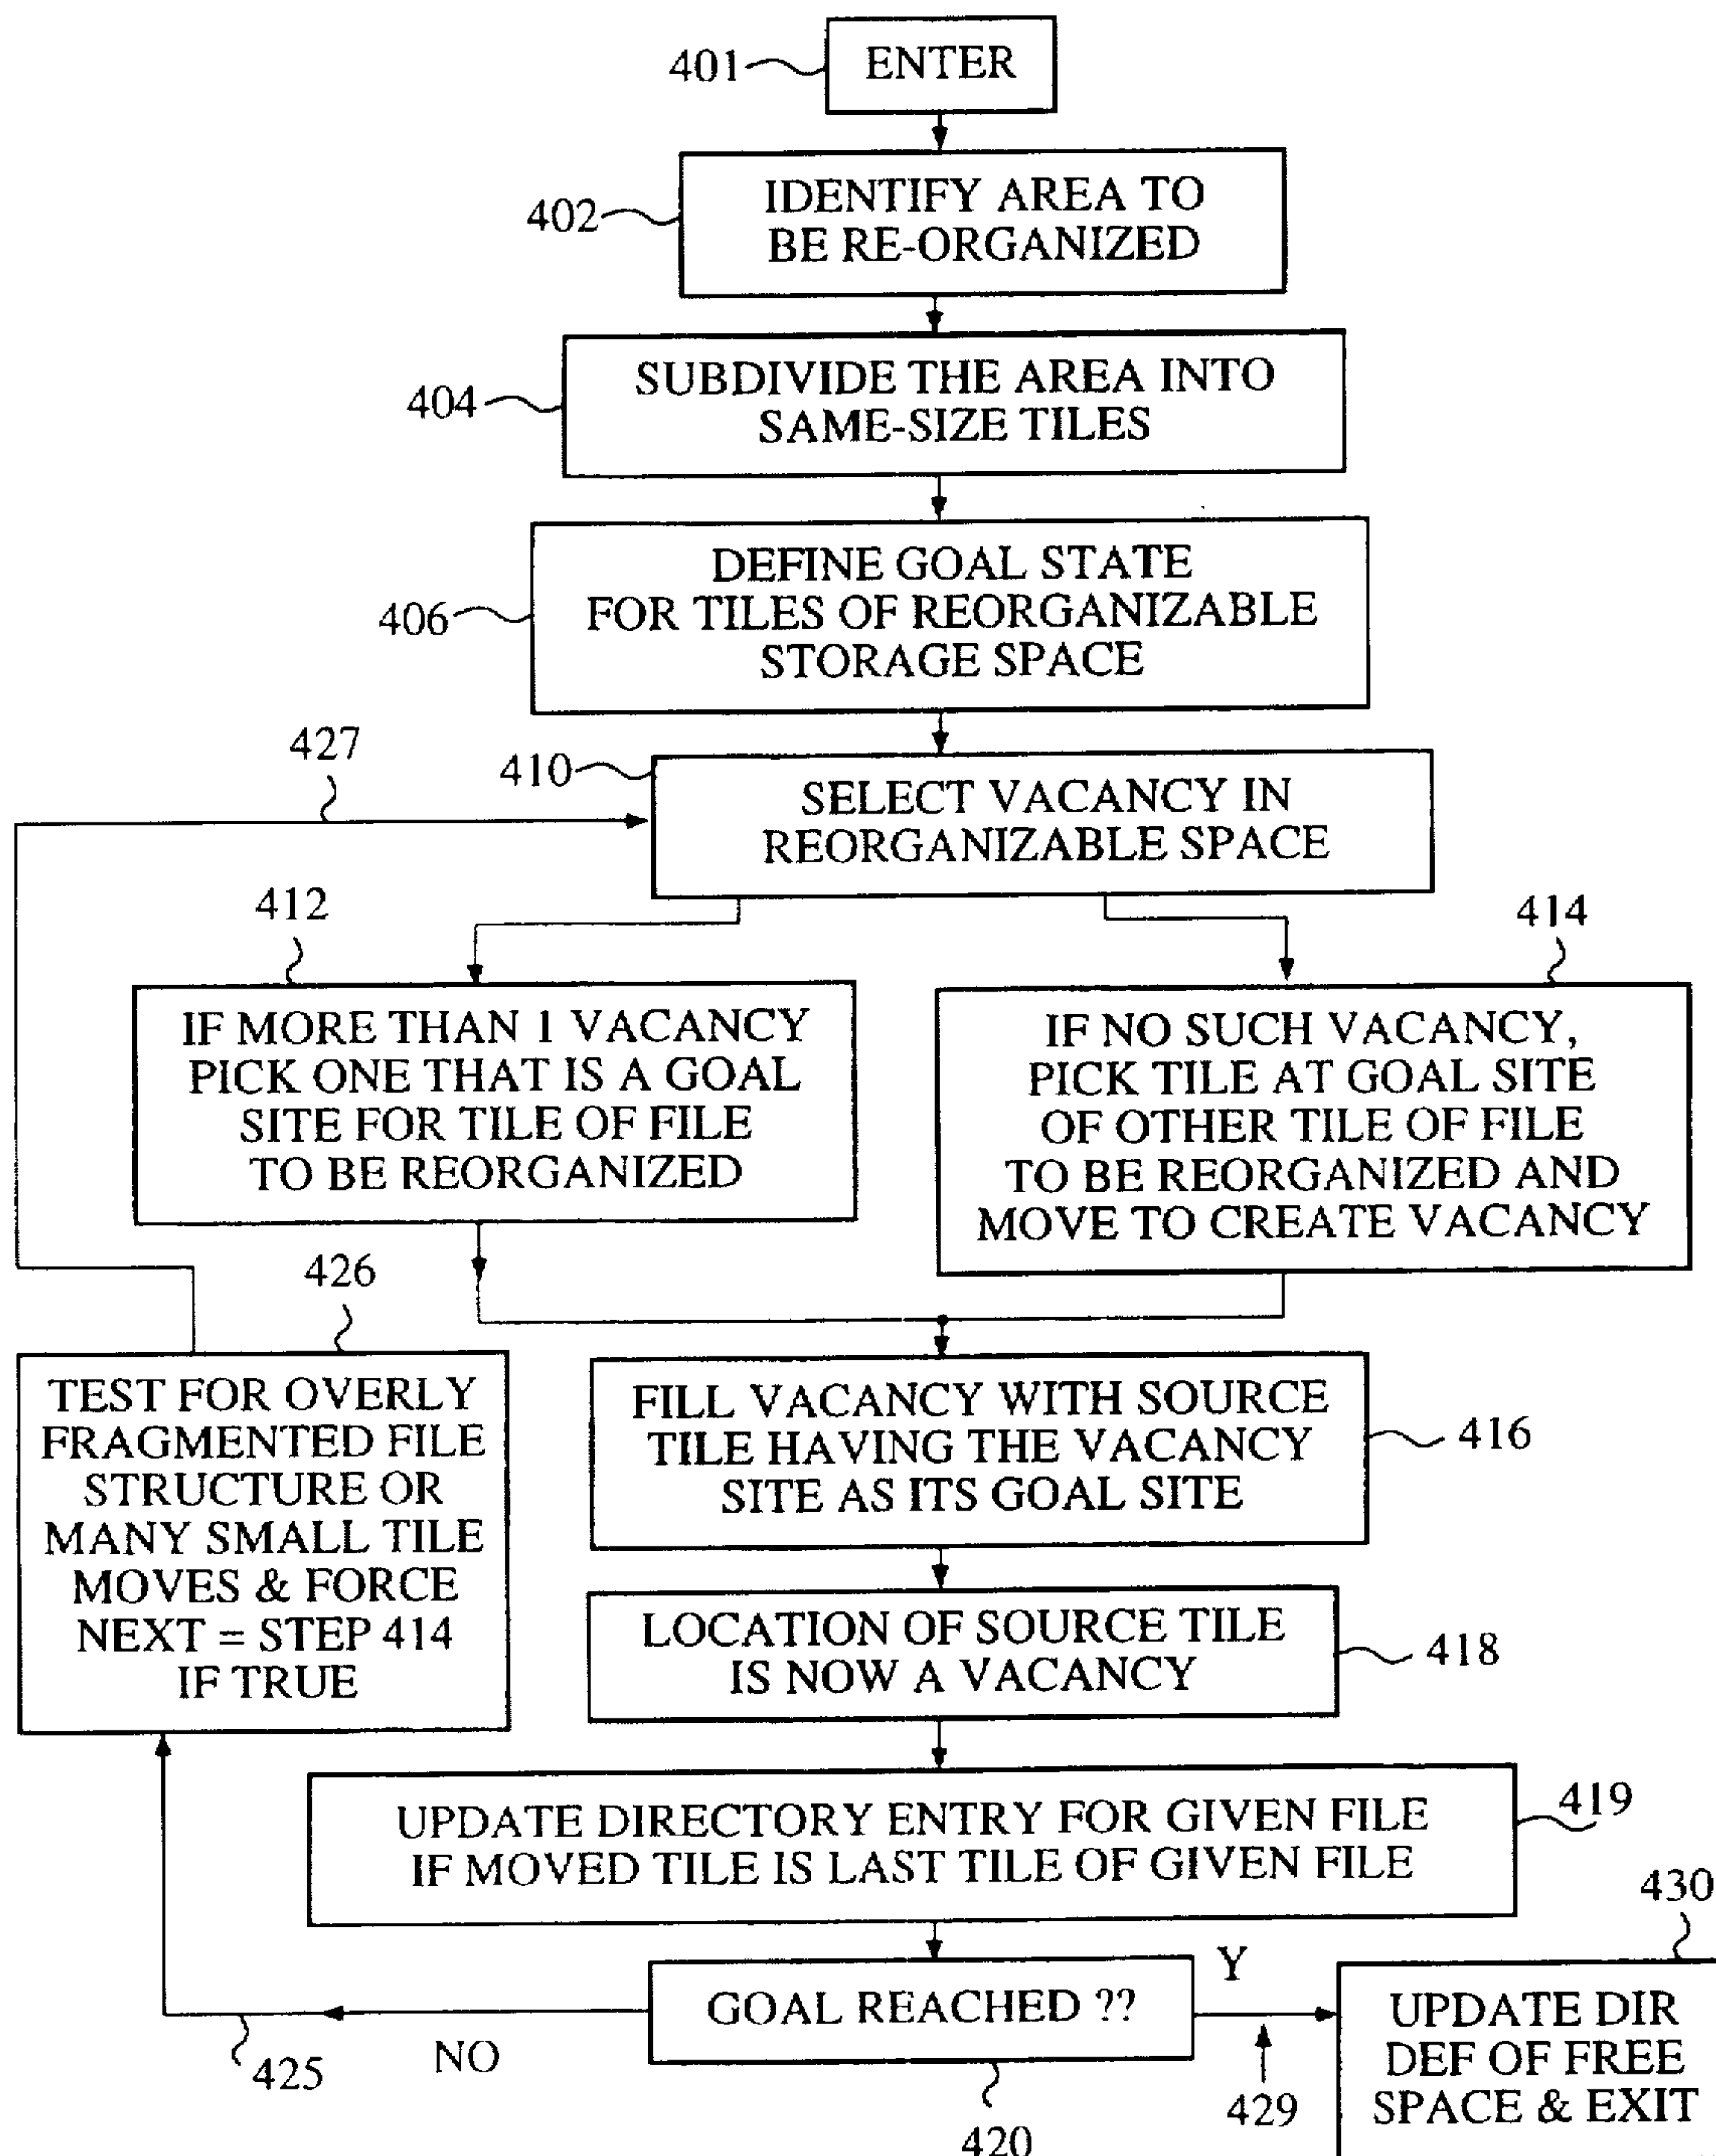 401
ENTER
402
IDENTIFY AREA TO
BE RE-ORGANIZED
404
SUBDIVIDE THE AREA INTO
SAME-SIZE TILES
406
DEFINE GOAL STATE
FOR TILES OF REORGANIZABLE
STORAGE SPACE
427
410
SELECT VACANCY IN
REORGANIZABLE SPACE
412
IF MORE THAN 1 VACANCY
PICK ONE THAT IS A GOAL
SITE FOR TILE OF FILE
TO BE REORGANIZED
414
IF NO SUCH VACANCY,
PICK TILE AT GOAL SITE
OF OTHER TILE OF FILE
TO BE REORGANIZED AND
MOVE TO CREATE VACANCY
426
TEST FOR OVERLY
FRAGMENTED FILE
STRUCTURE OR
MANY SMALL TILE
MOVES & FORCE
NEXT = STEP 414
IF TRUE
FILL VACANCY WITH SOURCE
TILE HAVING THE VACANCY
SITE AS ITS GOAL SITE
416
LOCATION OF SOURCE TILE
IS NOW A VACANCY
418
UPDATE DIRECTORY ENTRY FOR GIVEN FILE
IF MOVED TILE IS LAST TILE OF GIVEN FILE
419
GOAL REACHED ??
420
NO
425
Y
429
430
UPDATE DIR
DEF OF FREE
SPACE & EXIT